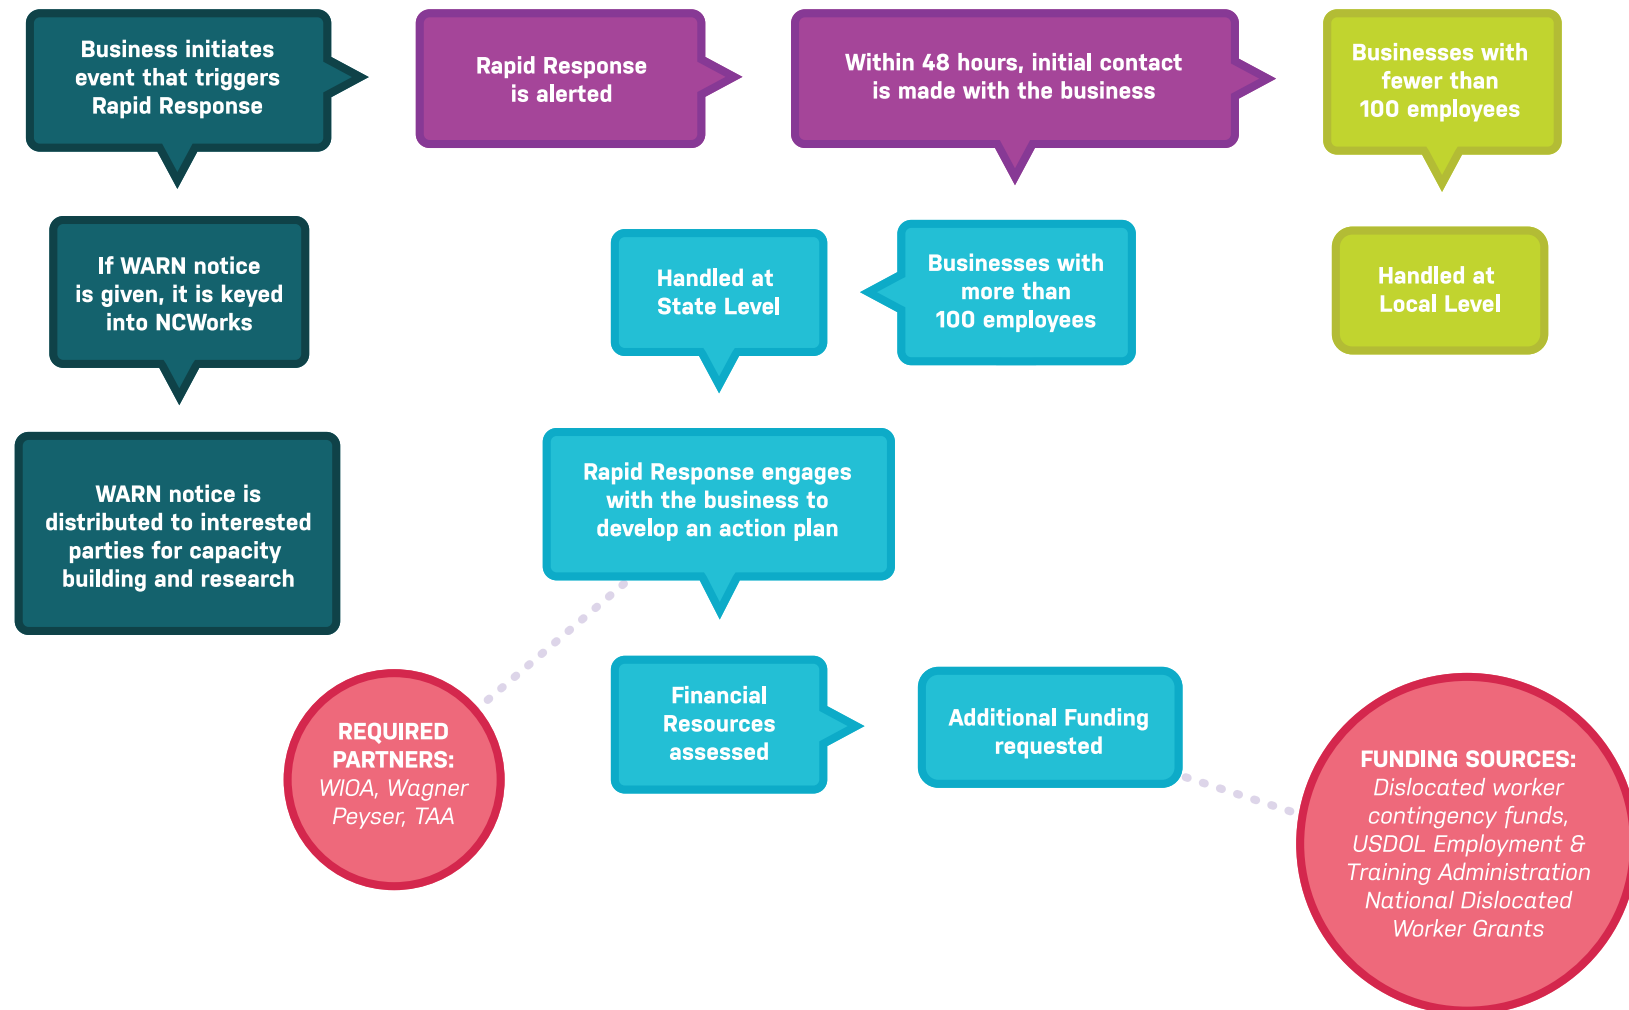 Business initiates
event that triggers
Rapid Response
Rapid Response
is alerted
Within 48 hours, initial contact
is made with the business
Businesses with
fewer than
100 employees
If WARN notice
is given, it is keyed
into NCWorks
Handled at
State Level
Businesses with
more than
100 employees
Handled at
Local Level
WARN notice is
distributed to interested
parties for capacity
building and research
Rapid Response engages
with the business to
develop an action plan
REQUIRED
PARTNERS:
WIOA, Wagner
Peyser, TAA
Financial
Resources
assessed
Additional Funding
requested
FUNDING SOURCES:
Dislocated worker
contingency funds,
USDOL Employment &
Training Administration
National Dislocated
Worker Grants